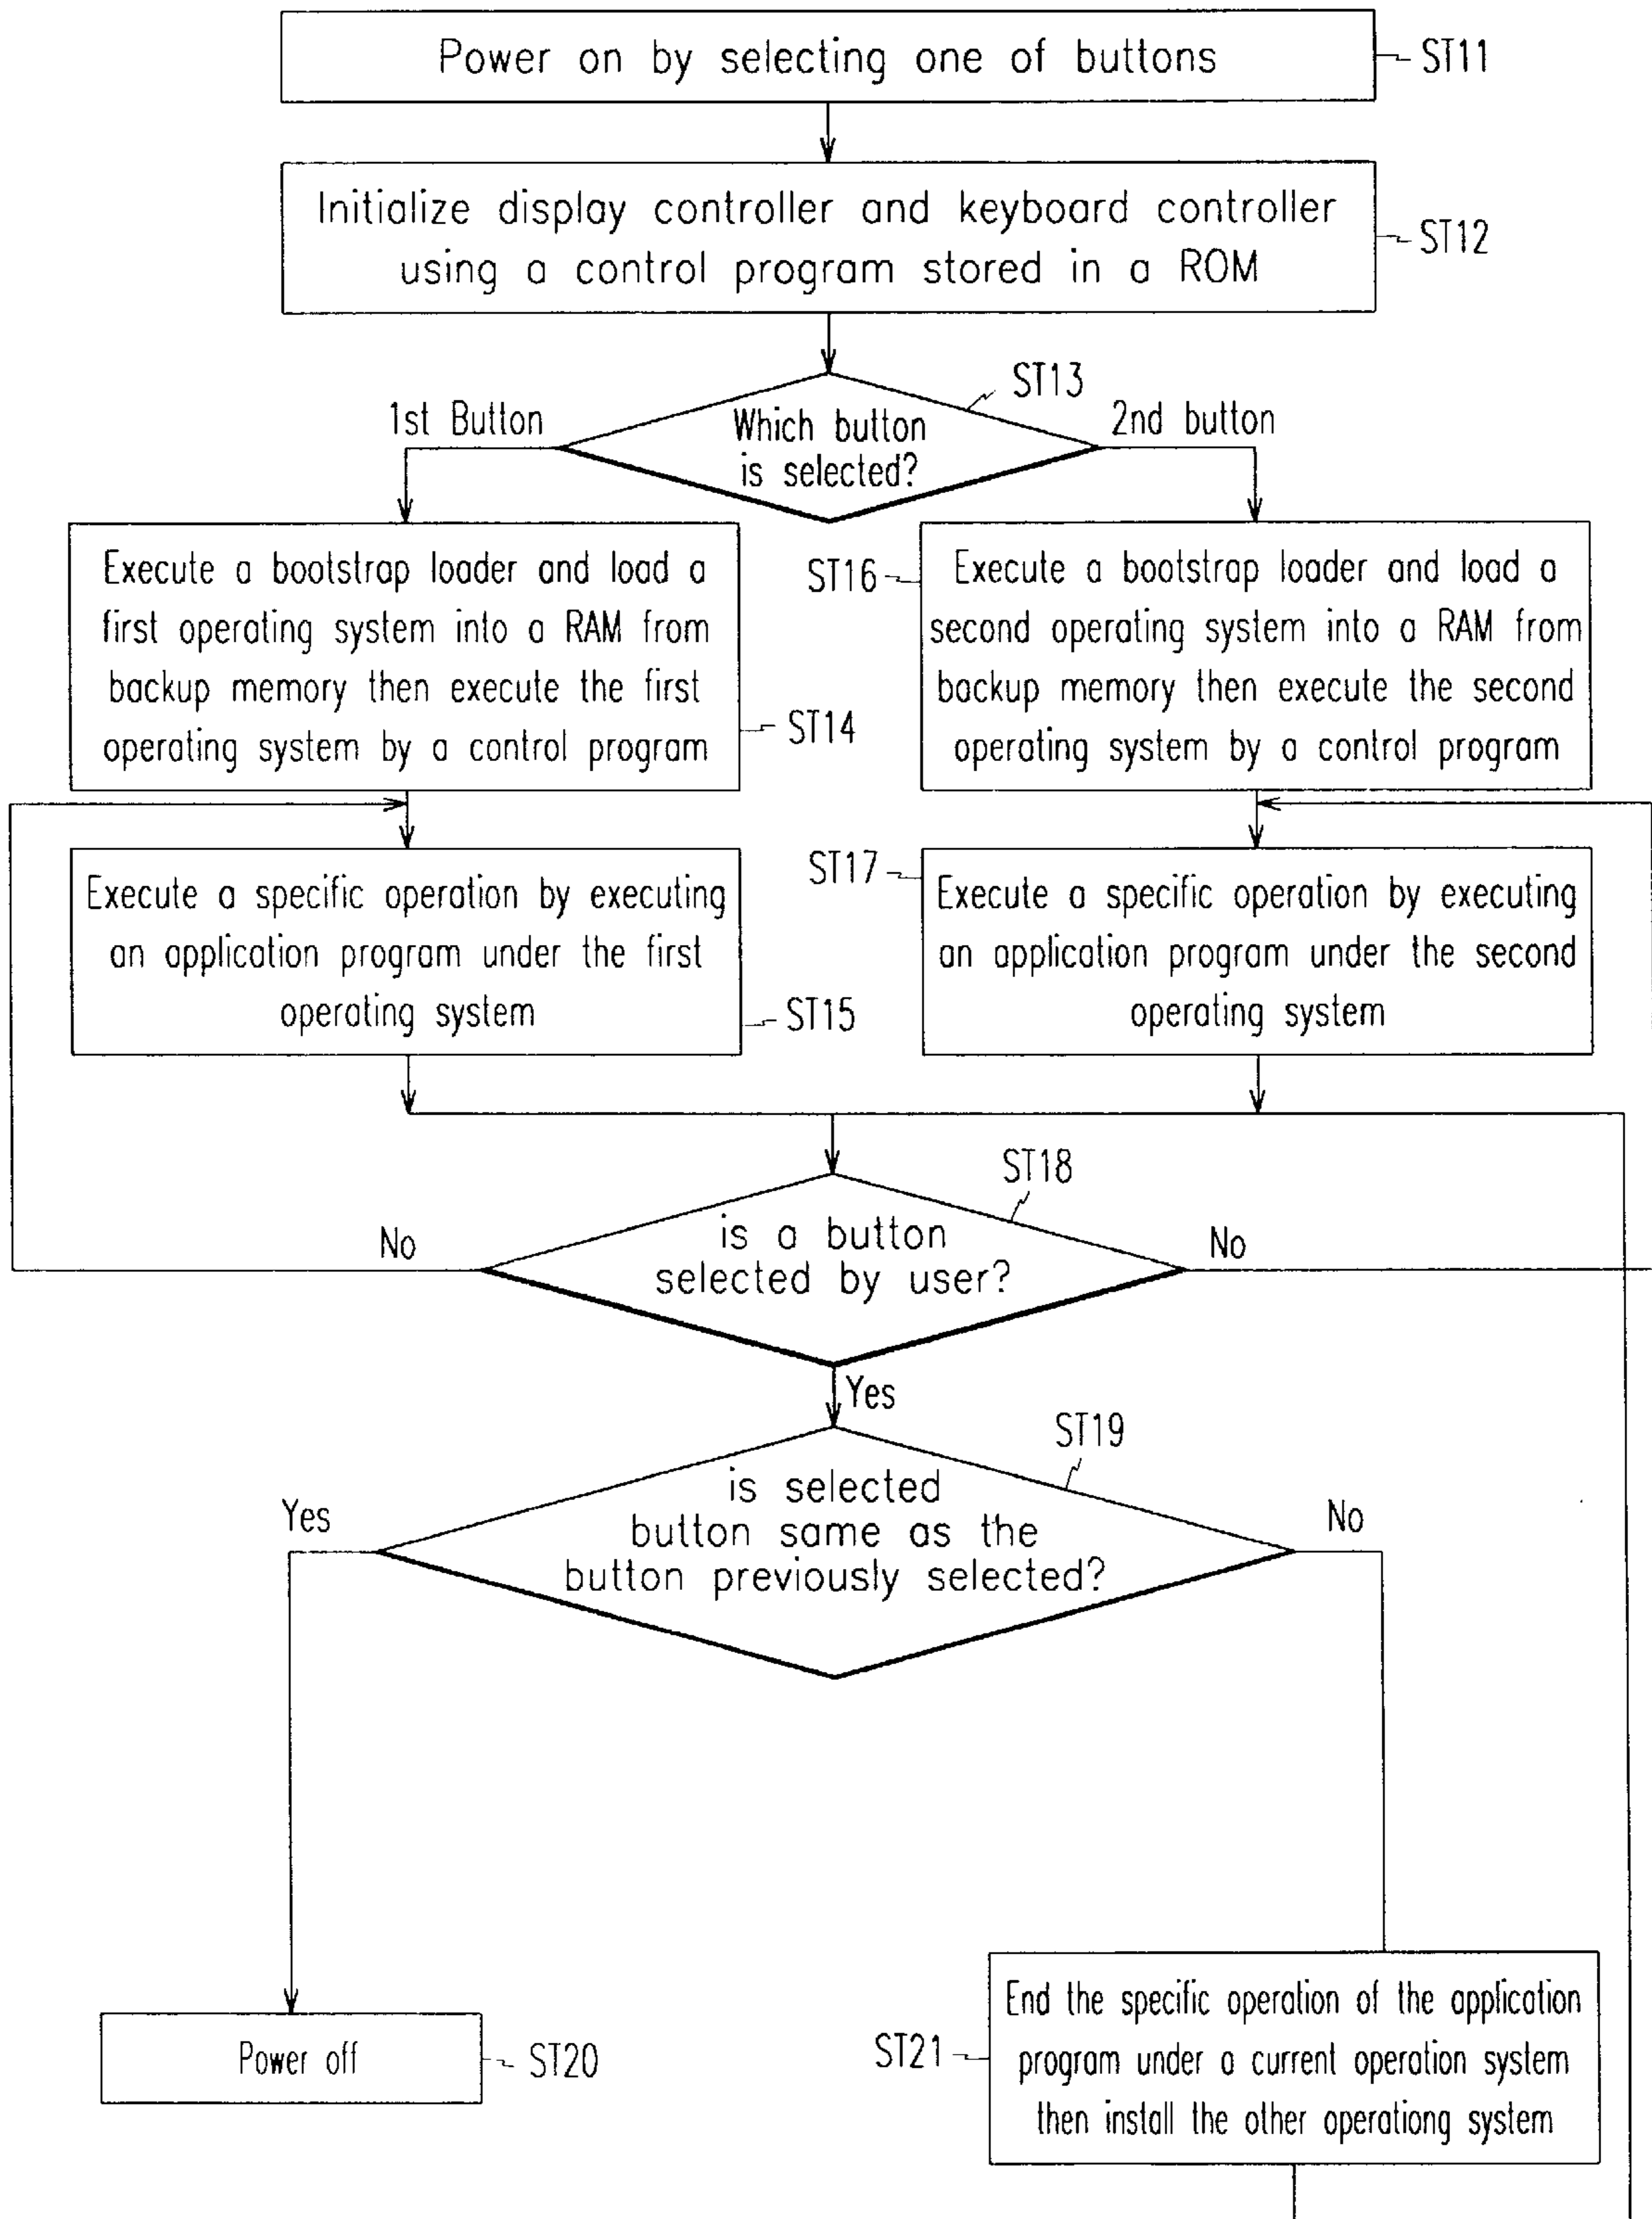 Power on by selecting one of buttons
ST11
Initialize display controller and keyboard controller
using a control program stored in a ROM
ST12
ST13
1st Button
Which button
is selected?
2nd button
Execute a bootstrap loader and load a
first operating system into a RAM from
backup memory then execute the first
operating system by a control program
ST14
ST16
Execute a bootstrap loader and load a
second operating system into a RAM from
backup memory then execute the second
operating system by a control program
Execute a specific operation by executing
an application program under the first
operating system
ST15
ST17
Execute a specific operation by executing
an application program under the second
operating system
ST18
No
is a button
selected by user?
No
Yes
ST19
Yes
is selected
button same as the
button previously selected?
No
Power off
ST20
ST21
End the specific operation of the application
program under a current operation system
then install the other operationg system